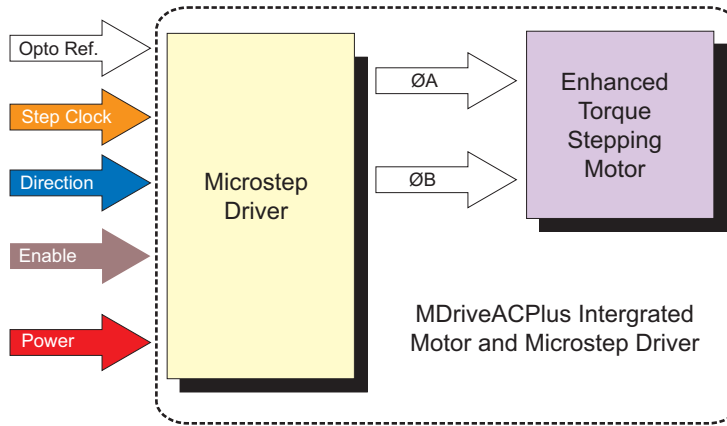 Opto Ref.
Step Clock
Direction
Enable
Power
Microstep
Driver
ØA
ØB
Enhanced
Torque
Stepping
Motor
MDriveACPlus Intergrated
Motor and Microstep Driver